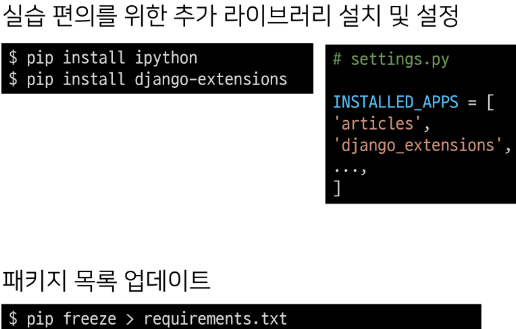 실습 편의를 위한 추가 라이브러리 설치 및 설정
$ pip install ipython
$ pip install django-extensions
# settings.py
INSTALLED_APPS = [
'articles',
'django_extensions',
...,
]
패키지 목록 업데이트
$ pip freeze > requirements.txt